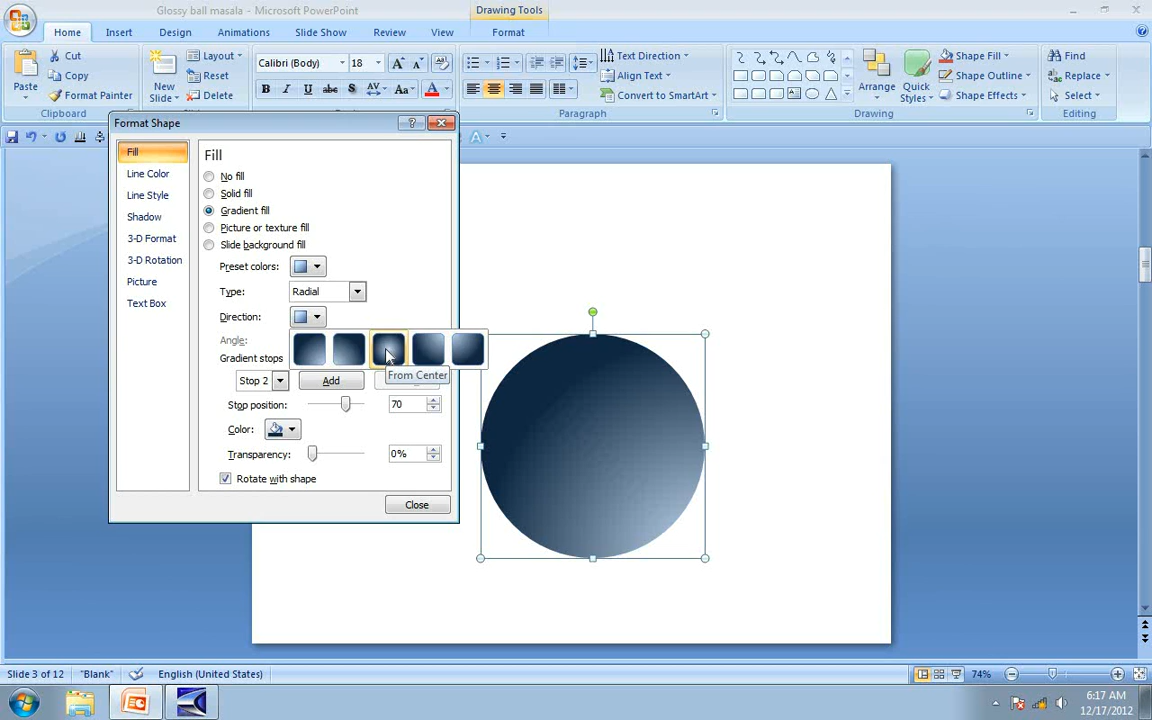 Glossy ball masala - Microsoft PowerPoint
Drawing Tools
Home Insert Design Slide Show Animations Review View Format
Paste
Cut
Copy
Format Painter
Clipboard
New Slide
Layout
Reset
Delete
Calibri (Body) 18
B I U abe S AV Aa A
Text Direction
Align Text
Convert to SmartArt
Paragraph
Arrange
Quick Styles
Shape Fill
Shape Outline
Shape Effects
Drawing
Find
Replace
Select
Editing
Format Shape
Fill
Line Color
Line Style
Shadow
3-D Format
3-D Rotation
Picture
Text Box
Fill
No fill
Solid fill
Gradient fill
Picture or texture fill
Slide background fill
Preset colors:
Type: Radial
Direction:
Angle:
Gradient stops
From Center
Stop 2 Add
Stop position: 70
Color:
Transparency: 0%
Rotate with shape
Close
Slide 3 of 12 "Blank" English (United States) 74%
6:17 AM
12/17/2012